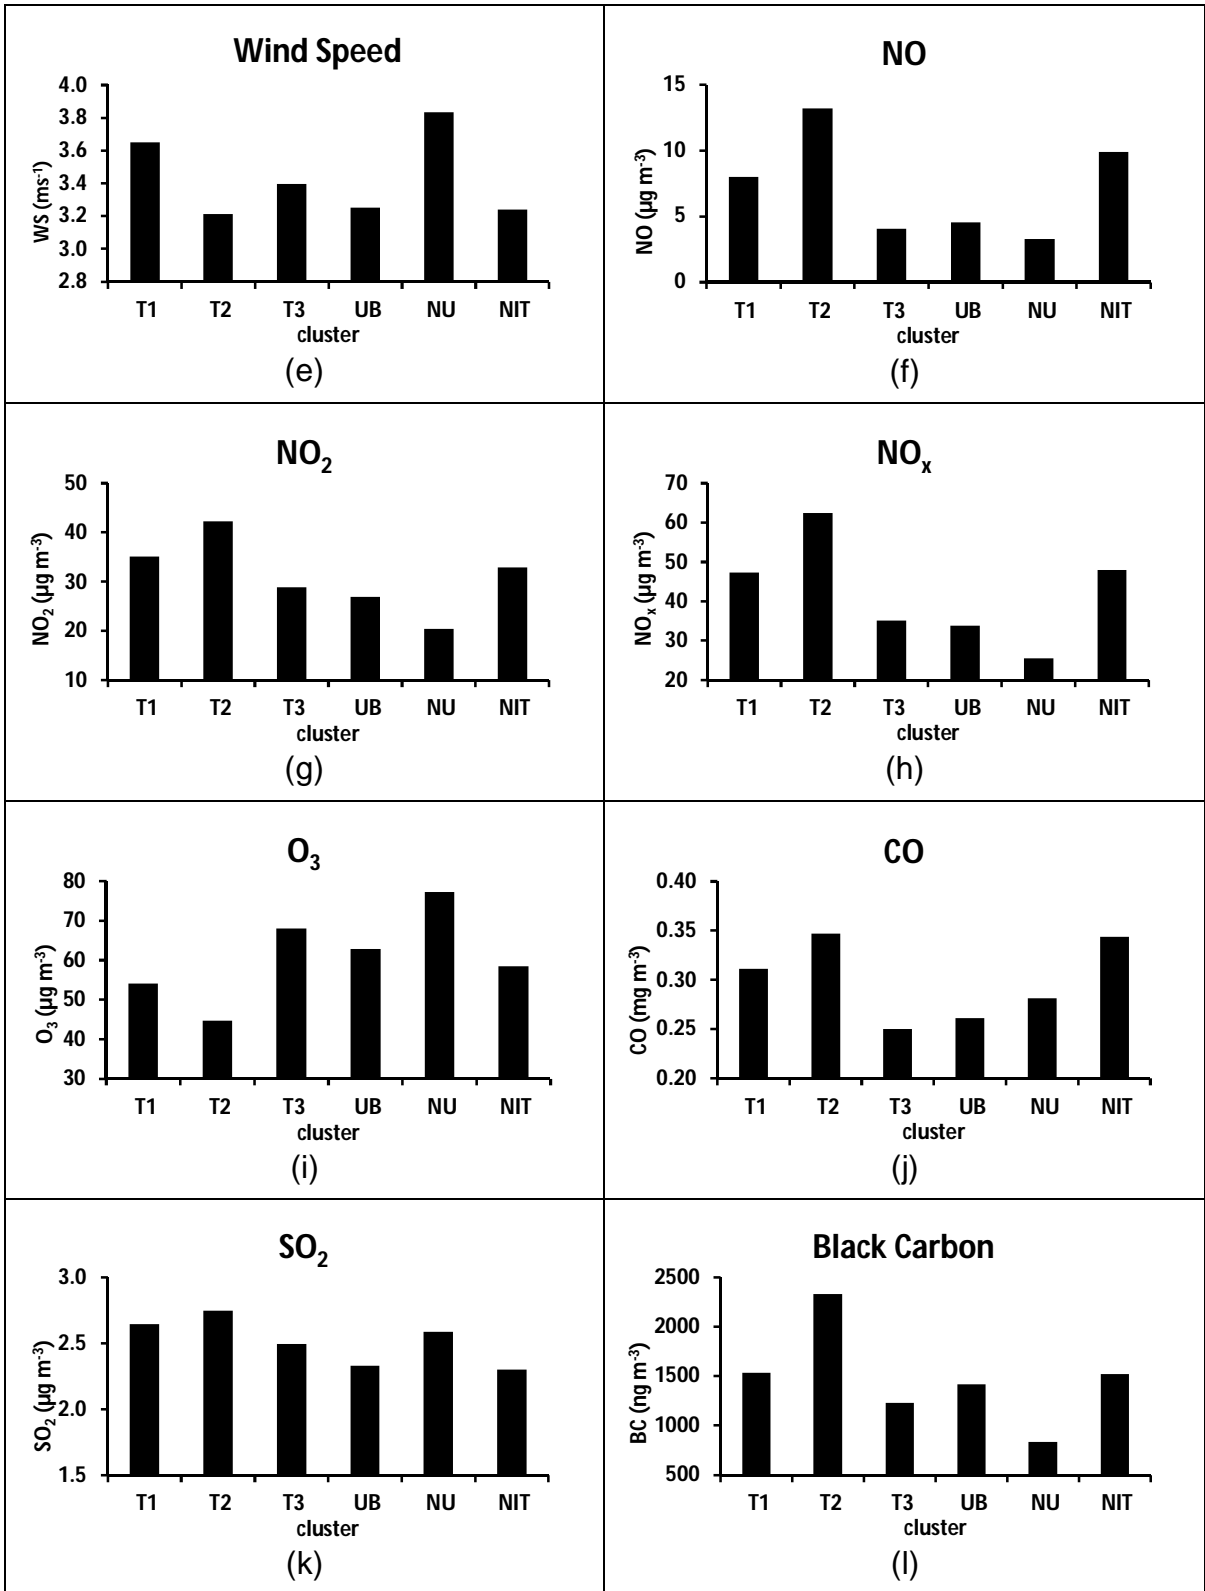 Wind Speed
4.0
3.8
3.6
3.4
3.2
3.0
2.8
WS (ms⁻¹)
T1 T2 T3 UB NU NIT
cluster
(e)
NO
15
10
5
0
NO (µg m⁻³)
T1 T2 T3 UB NU NIT
cluster
(f)
NO₂
50
40
30
20
10
NO₂ (µg m⁻³)
T1 T2 T3 UB NU NIT
cluster
(g)
NOₓ
70
60
50
40
30
20
NOₓ (µg m⁻³)
T1 T2 T3 UB NU NIT
cluster
(h)
O₃
80
70
60
50
40
30
O₃ (µg m⁻³)
T1 T2 T3 UB NU NIT
cluster
(i)
CO
0.40
0.35
0.30
0.25
0.20
CO (mg m⁻³)
T1 T2 T3 UB NU NIT
cluster
(j)
SO₂
3.0
2.5
2.0
1.5
SO₂ (µg m⁻³)
T1 T2 T3 UB NU NIT
cluster
(k)
Black Carbon
2500
2000
1500
1000
500
BC (ng m⁻³)
T1 T2 T3 UB NU NIT
cluster
(l)